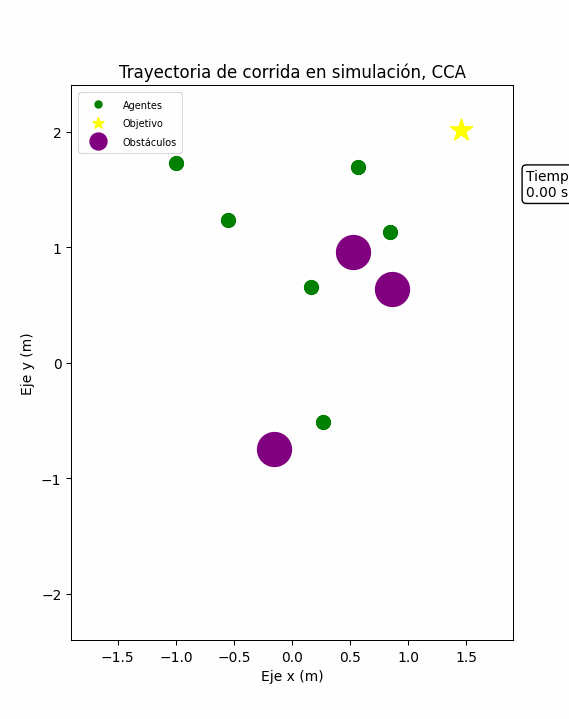 Trayectoria de corrida en simulación, CCA
Agentes
Objetivo
Obstáculos
Tiemp
0.00 s
Eje y (m)
2
1
0
−1
−2
−1.5
−1.0
−0.5
0.0
0.5
1.0
1.5
Eje x (m)